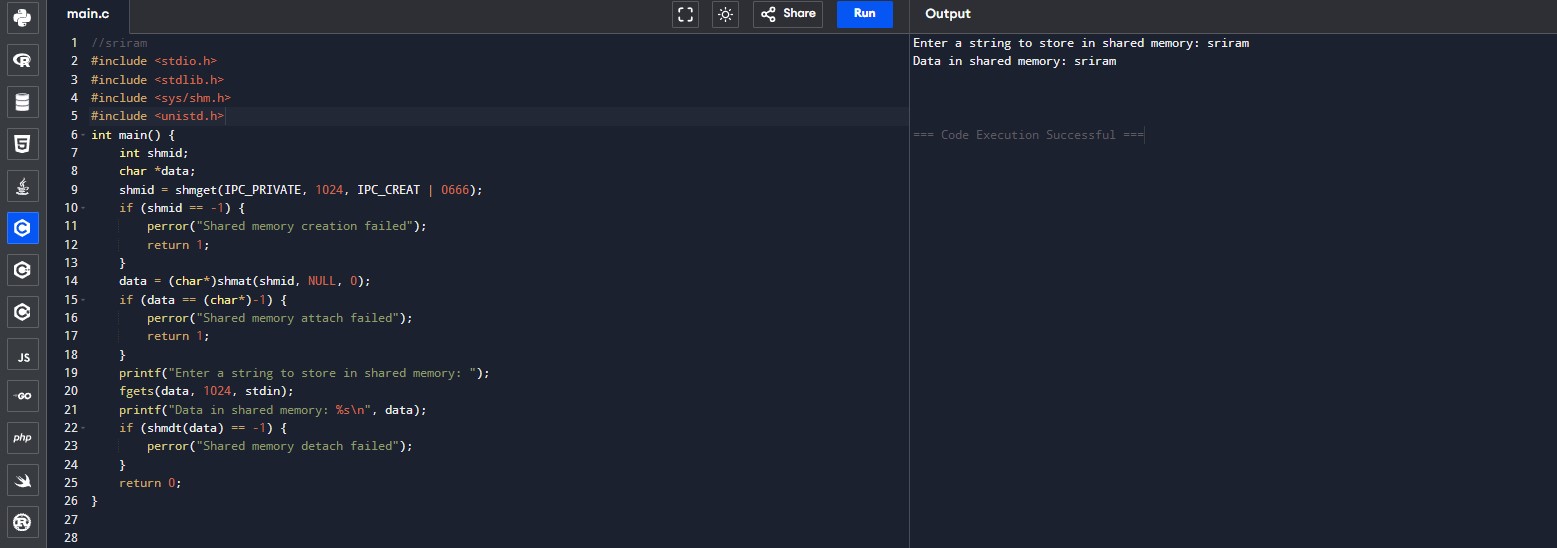 main.c
Share
Run
Output
1 //sriram
2 #include <stdio.h>
3 #include <stdlib.h>
4 #include <sys/shm.h>
5 #include <unistd.h>
6 int main() {
7     int shmid;
8     char *data;
9     shmid = shmget(IPC_PRIVATE, 1024, IPC_CREAT | 0666);
10     if (shmid == -1) {
11         perror("Shared memory creation failed");
12         return 1;
13     }
14     data = (char*)shmat(shmid, NULL, 0);
15     if (data == (char*)-1) {
16         perror("Shared memory attach failed");
17         return 1;
18     }
19     printf("Enter a string to store in shared memory: ");
20     fgets(data, 1024, stdin);
21     printf("Data in shared memory: %s\n", data);
22     if (shmdt(data) == -1) {
23         perror("Shared memory detach failed");
24     }
25     return 0;
26 }
27
28
Enter a string to store in shared memory: sriram
Data in shared memory: sriram
=== Code Execution Successful ===
R
5
C
C
C
JS
GO
php
R